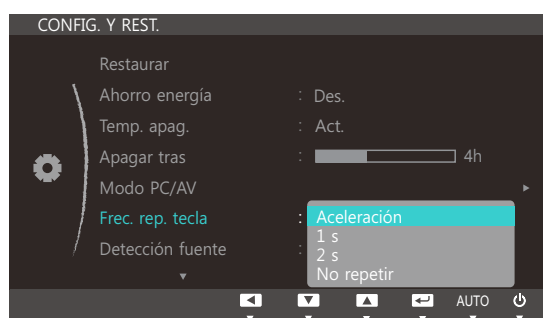 CONFIG. Y REST.
Restaurar
Ahorro energía : Des.
Temp. apag. : Act.
Apagar tras : 4h
Modo PC/AV
Frec. rep. tecla : Aceleración
1 s
2 s
Detección fuente :
No repetir
AUTO